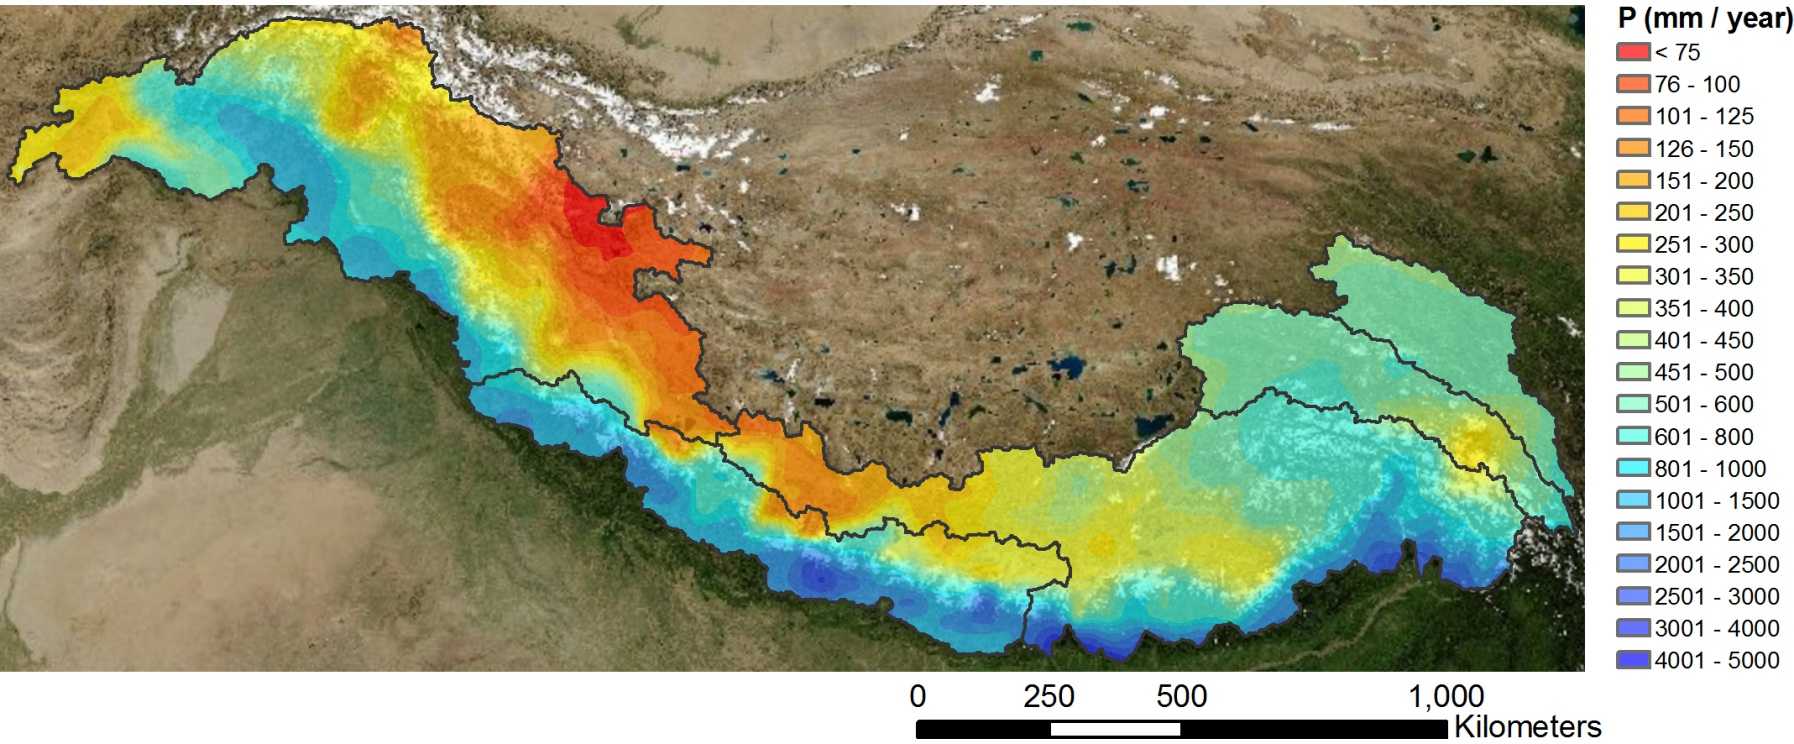 P (mm / year)
< 75
76 - 100
101 - 125
126 - 150
151 - 200
201 - 250
251 - 300
301 - 350
351 - 400
401 - 450
451 - 500
501 - 600
601 - 800
801 - 1000
1001 - 1500
1501 - 2000
2001 - 2500
2501 - 3000
3001 - 4000
4001 - 5000
0 250 500 1,000
Kilometers